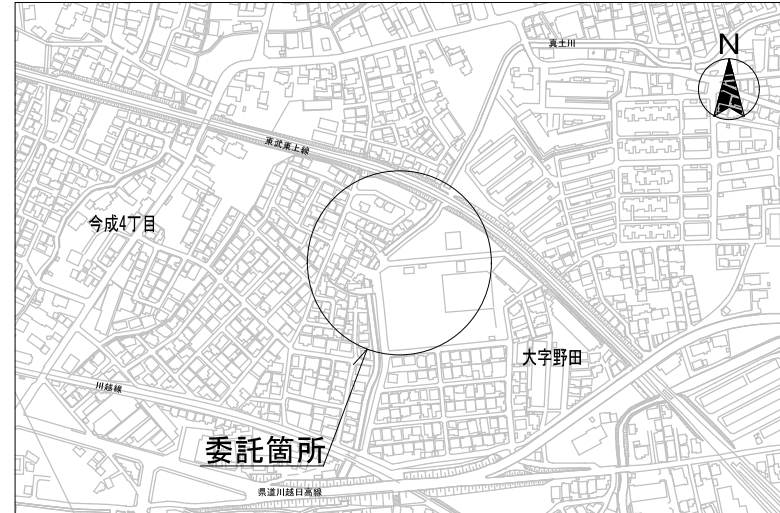 真土川
N
東武東上線
今成4丁目
大字野田
川越線
委託箇所
県道川越日高線